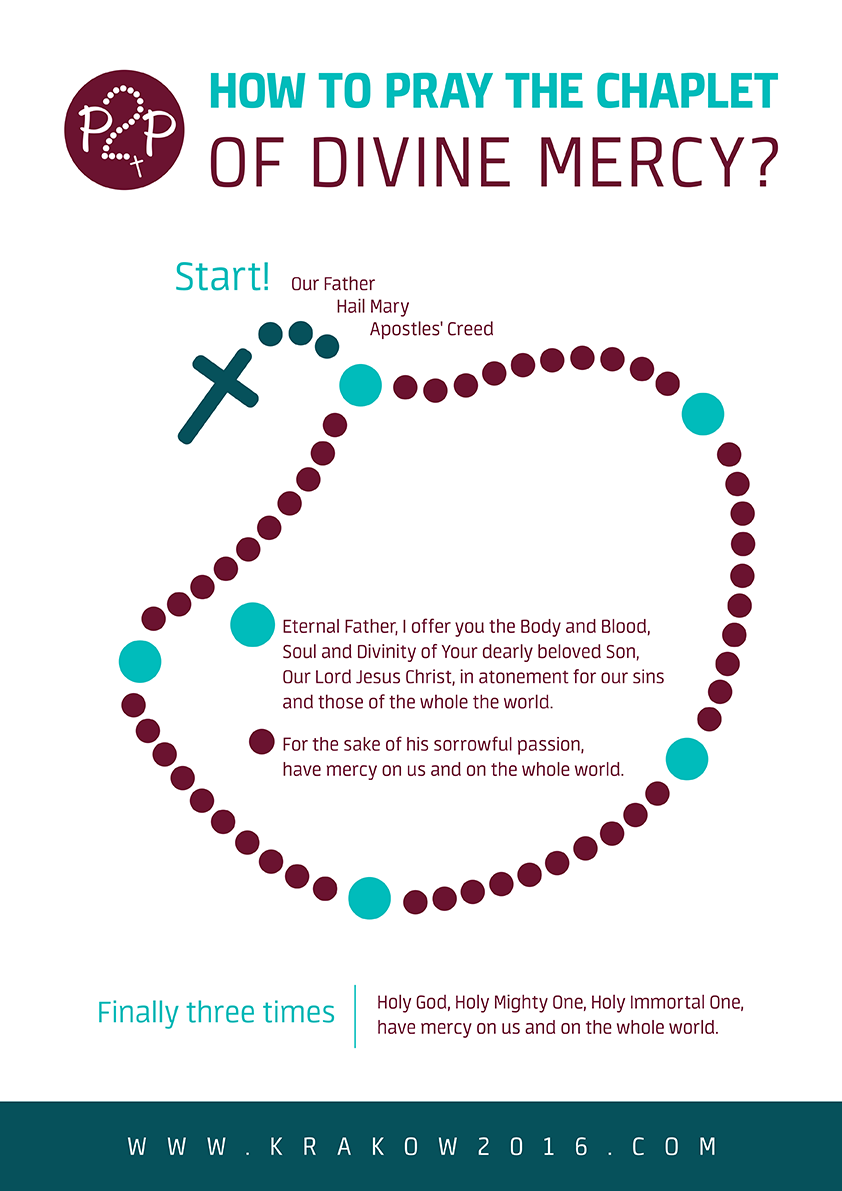 P2P
HOW TO PRAY THE CHAPLET
OF DIVINE MERCY?
Start!
Our Father
Hail Mary
Apostles' Creed
Eternal Father, I offer you the Body and Blood,
Soul and Divinity of Your dearly beloved Son,
Our Lord Jesus Christ, in atonement for our sins
and those of the whole the world.
For the sake of his sorrowful passion,
have mercy on us and on the whole world.
Finally three times
Holy God, Holy Mighty One, Holy Immortal One,
have mercy on us and on the whole world.
WWW.KRAKOW2016.COM